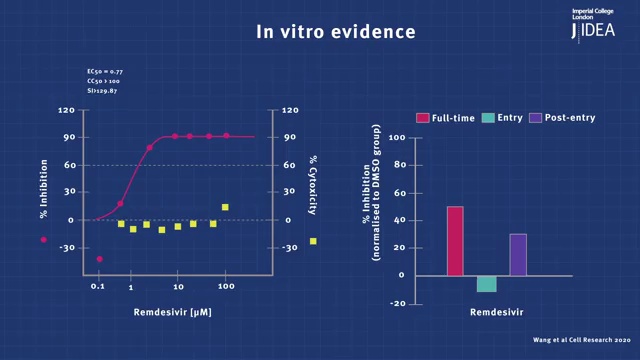 In vitro evidence
Imperial College
London
J IDEA
EC50 = 0.77
CC50 > 100
SI>129.87
120
90
60
30
0
-30
% Inhibition
120
90
60
30
0
-30
% Cytoxicity
0.1 1 10 100
Remdesivir [µM]
Full-time Entry Post-entry
100
80
60
40
20
0
-20
% Inhibition
(normalised to DMSO group)
Remdesivir
Wang et al Cell Research 2020